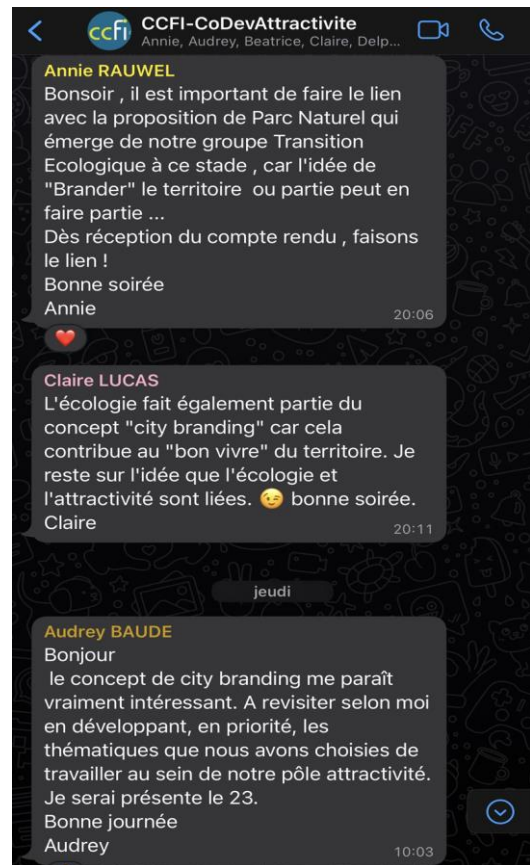 ccfi
CCFI-CoDevAttractivite
Annie, Audrey, Beatrice, Claire, Delp...
Annie RAUWEL
Bonsoir , il est important de faire le lien
avec la proposition de Parc Naturel qui
émerge de notre groupe Transition
Ecologique à ce stade , car l'idée de
"Brander" le territoire ou partie peut en
faire partie ...
Dès réception du compte rendu , faisons
le lien !
Bonne soirée
Annie
20:06
Claire LUCAS
L'écologie fait également partie du
concept "city branding" car cela
contribue au "bon vivre" du territoire. Je
reste sur l'idée que l'écologie et
l'attractivité sont liées. 😉 bonne soirée.
Claire
20:11
jeudi
Audrey BAUDE
Bonjour
le concept de city branding me paraît
vraiment intéressant. A revisiter selon moi
en développant, en priorité, les
thématiques que nous avons choisies de
travailler au sein de notre pôle attractivité.
Je serai présente le 23.
Bonne journée
Audrey
10:03